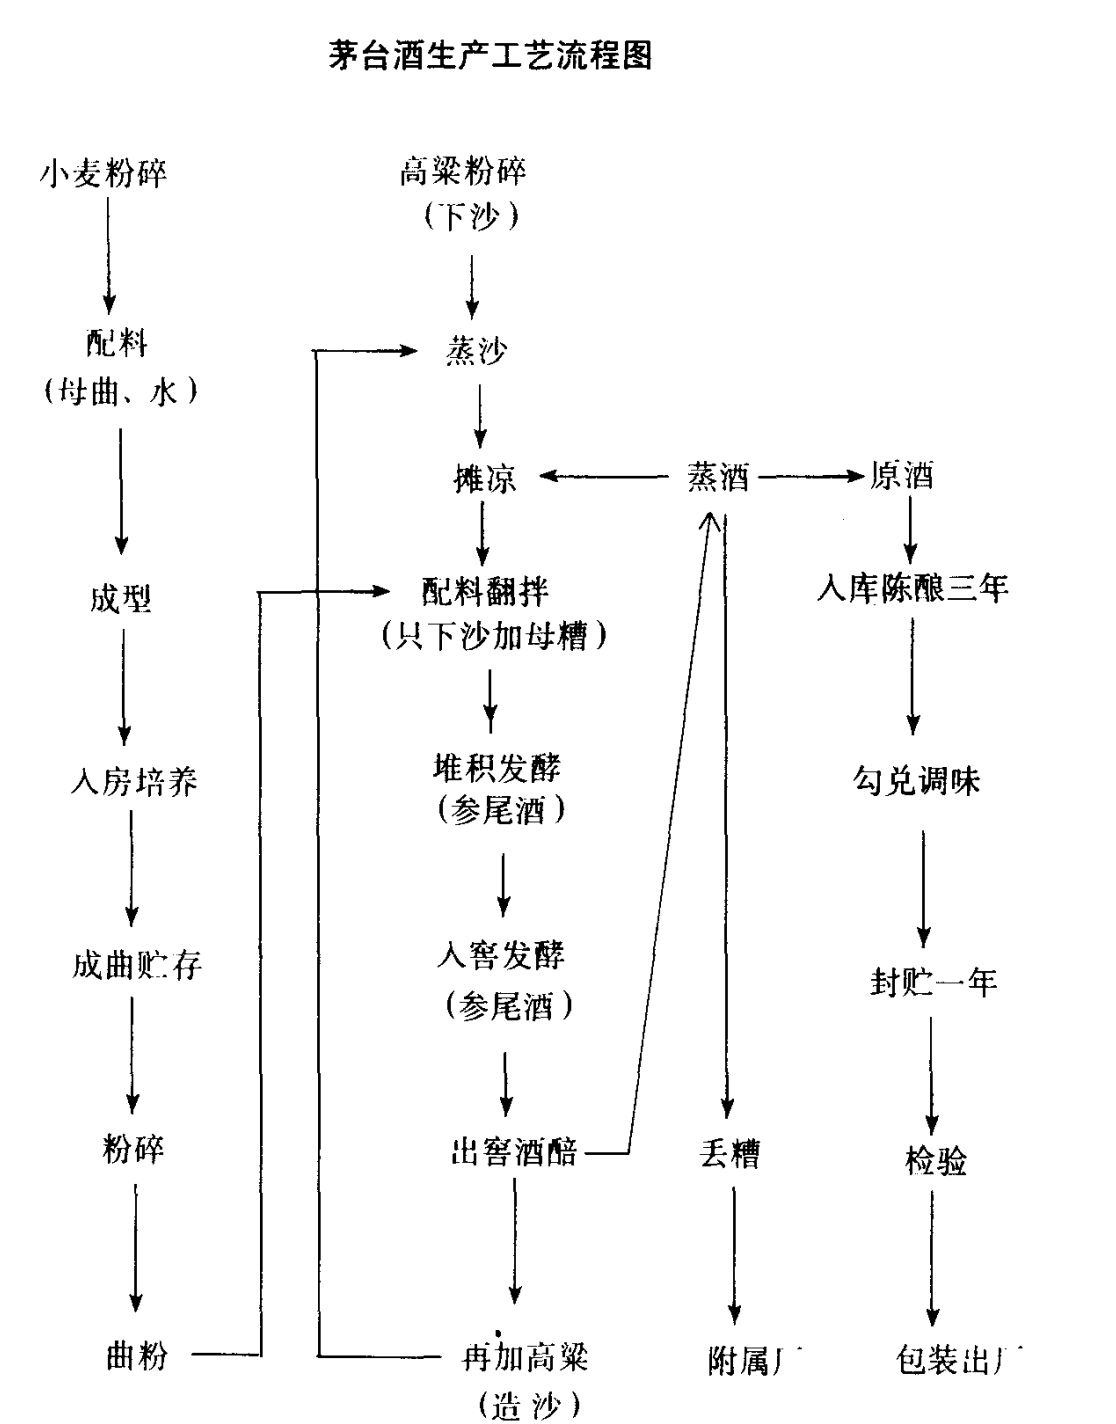 茅台酒生产工艺流程图
小麦粉碎
配料
(母曲、水)
成型
入房培养
成曲贮存
粉碎
曲粉
高粱粉碎
(下沙)
蒸沙
摊凉
配料翻拌
(只下沙加母糟)
堆积发酵
(参尾酒)
入窖发酵
(参尾酒)
出窖酒醅
再加高粱
(造沙)
蒸酒
丢糟
附属厂
原酒
入库陈酿三年
勾兑调味
封贮一年
检验
包装出厂